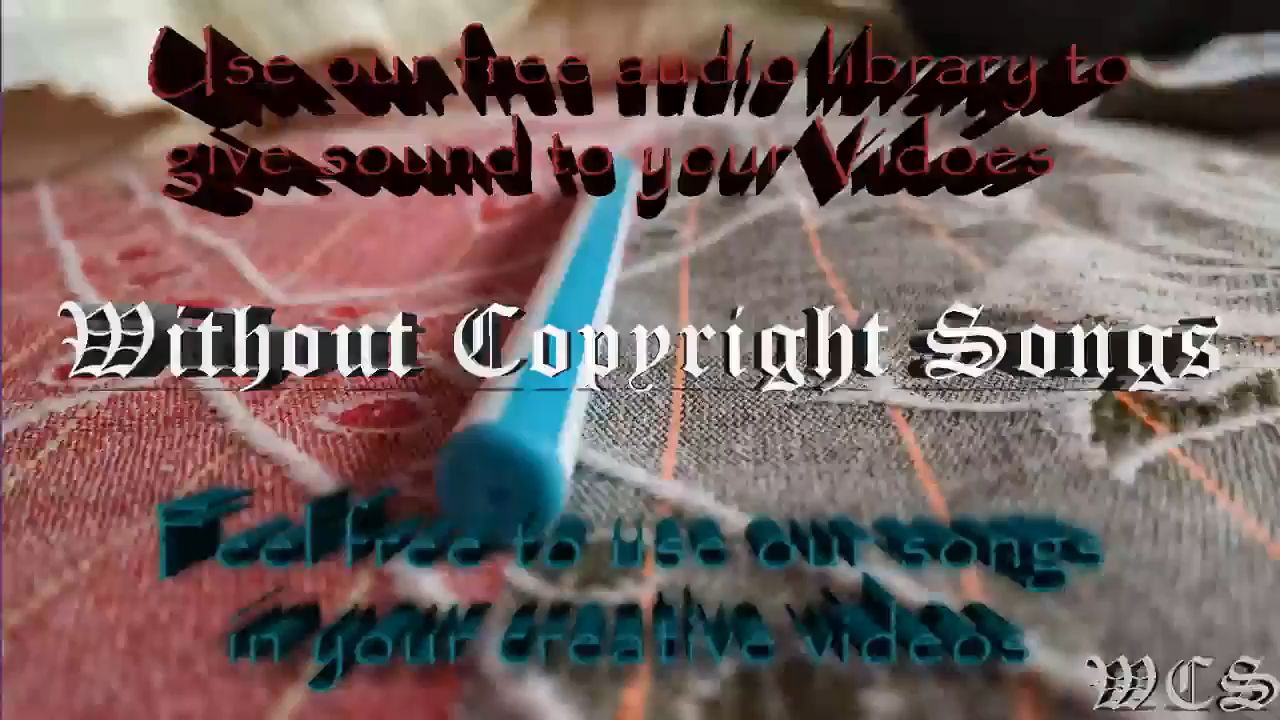 Use our free audio library to
give sound to your Vidoes
Without Copyright Songs
Feel free to use our songs
in your creative videos
WCS